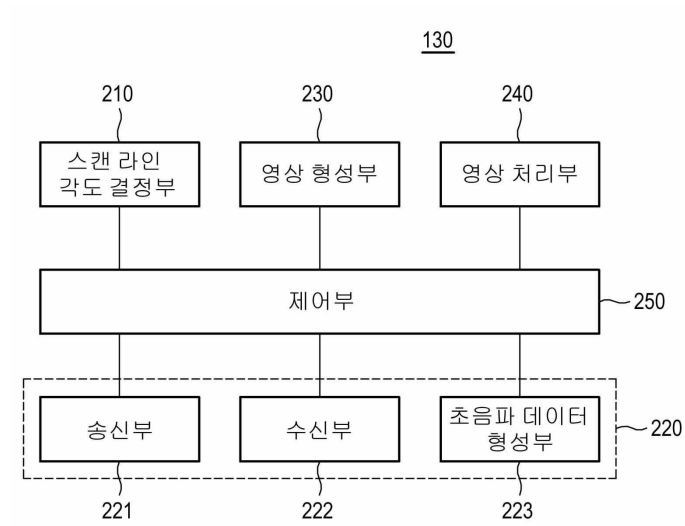 130
210
230
240
스캔 라인
각도 결정부
영상 형성부
영상 처리부
제어부
250
송신부
수신부
초음파 데이터
형성부
220
221
222
223